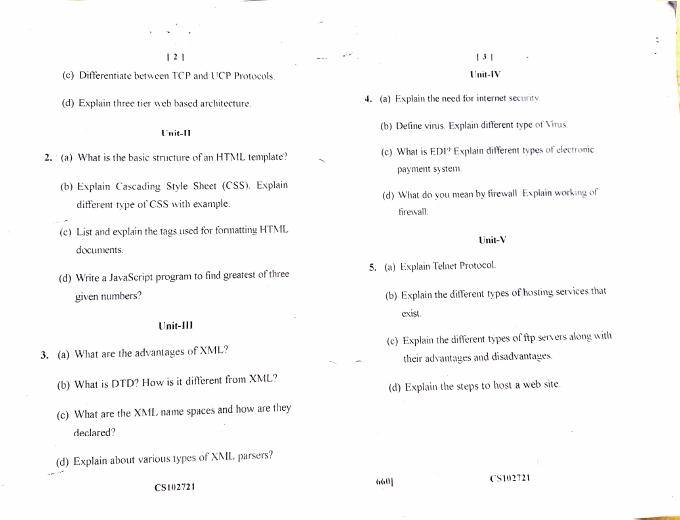 [ 2 ]
(c) Differentiate between TCP and UCP Protocols.
(d) Explain three tier web based architecture.
Unit-II
2. (a) What is the basic structure of an HTML template?
(b) Explain Cascading Style Sheet (CSS). Explain
different type of CSS with example.
(c) List and explain the tags used for formatting HTML
documents.
(d) Write a JavaScript program to find greatest of three
given numbers?
Unit-III
3. (a) What are the advantages of XML?
(b) What is DTD? How is it different from XML?
(c) What are the XML name spaces and how are they
declared?
(d) Explain about various types of XML parsers?
CS102721
[ 3 ]
Unit-IV
4. (a) Explain the need for internet security.
(b) Define virus. Explain different type of Virus.
(c) What is EDI? Explain different types of electronic
payment system.
(d) What do you mean by firewall. Explain working of
firewall.
Unit-V
5. (a) Explain Telnet Protocol.
(b) Explain the different types of hosting services that
exist.
(c) Explain the different types of ftp servers along with
their advantages and disadvantages.
(d) Explain the steps to host a web site.
660]
CS102721